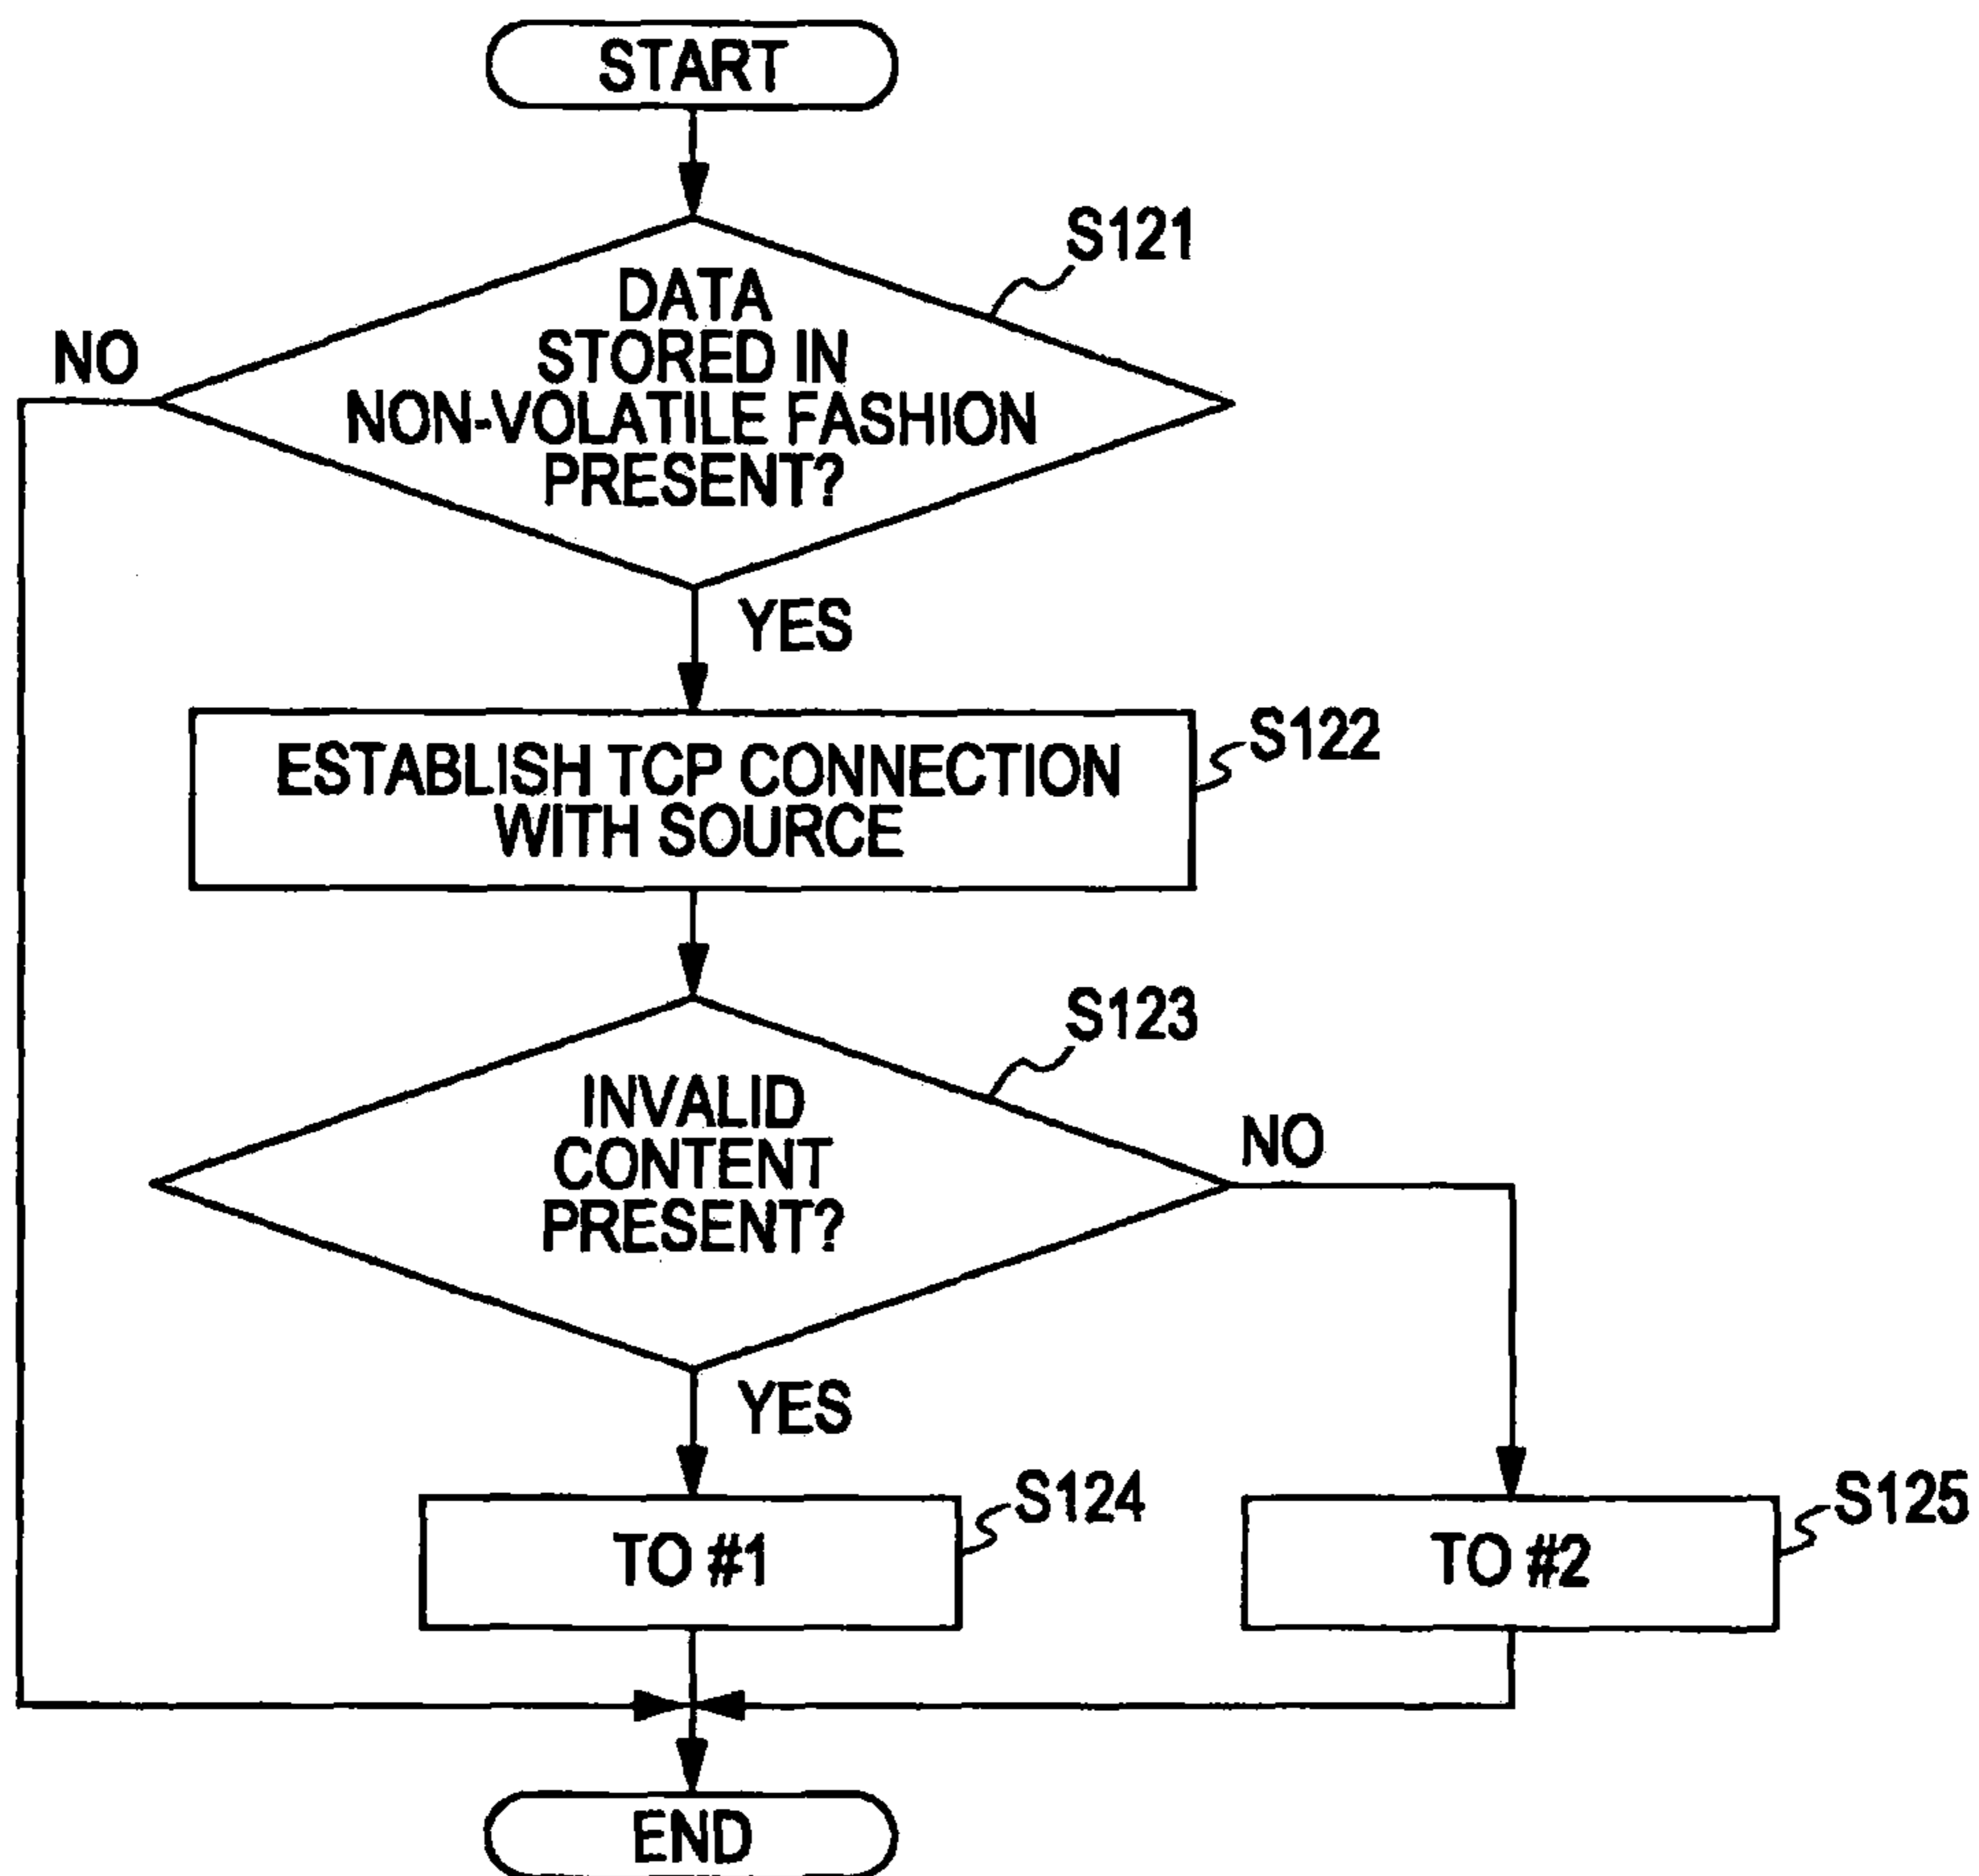 START
S121
DATA
STORED IN
NON-VOLATILE FASHION
PRESENT?
NO
YES
S122
ESTABLISH TCP CONNECTION
WITH SOURCE
S123
INVALID
CONTENT
PRESENT?
NO
YES
S124
TO #1
S125
TO #2
END